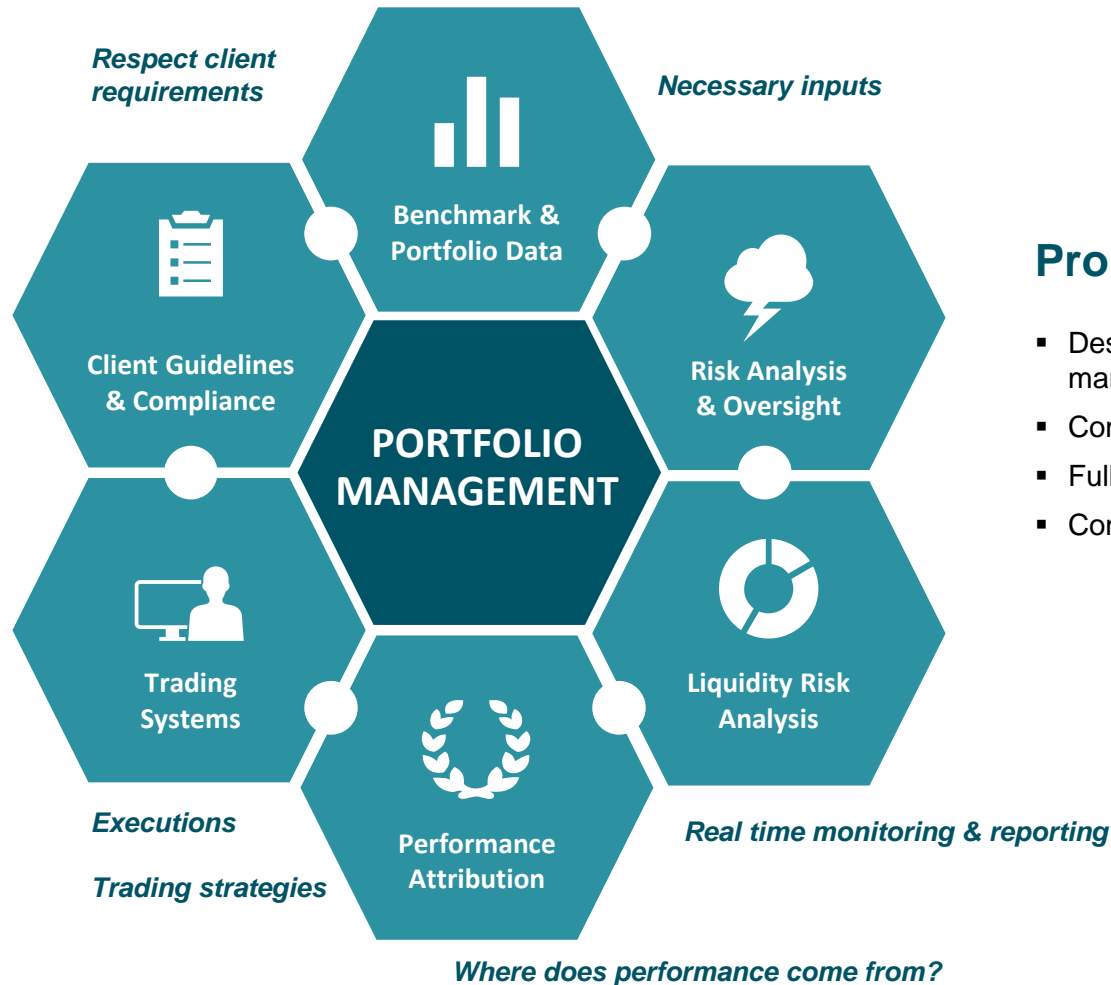 Respect client
requirements
Necessary inputs
Benchmark &
Portfolio Data
Client Guidelines
& Compliance
Risk Analysis
& Oversight
PORTFOLIO
MANAGEMENT
Trading
Systems
Liquidity Risk
Analysis
Performance
Attribution
Executions
Trading strategies
Real time monitoring & reporting
Where does performance come from?